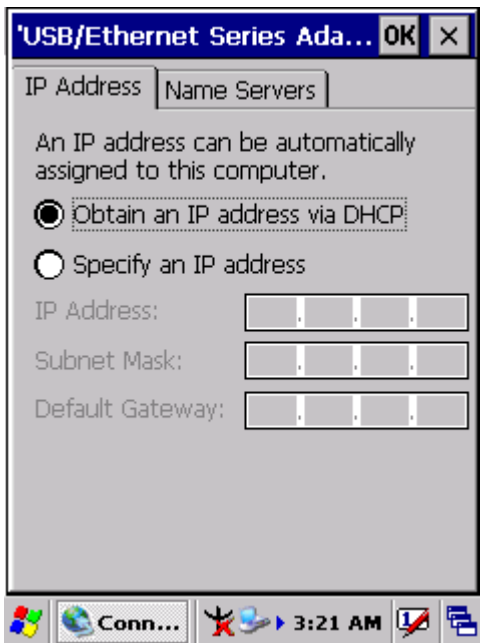 'USB/Ethernet Series Ada... OK ×
IP Address Name Servers
An IP address can be automatically
assigned to this computer.
Obtain an IP address via DHCP
Specify an IP address
IP Address: . . .
Subnet Mask: . . .
Default Gateway: . . .
Conn... 3:21 AM 1